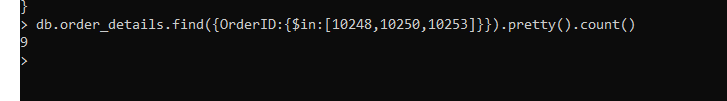 }
> db.order_details.find({OrderID:{$in:[10248,10250,10253]}}).pretty().count()
9
>